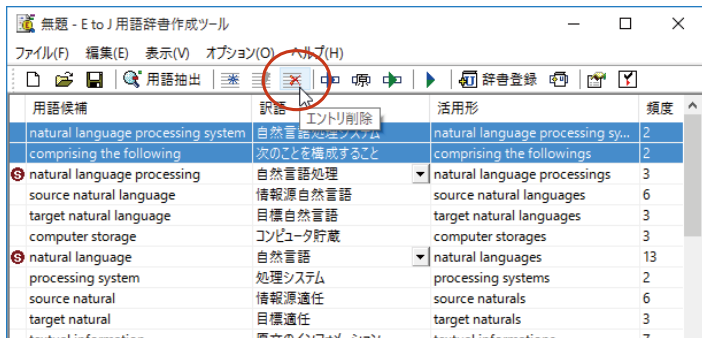 無題 - E to J 用語辞書作成ツール
ファイル(F) 編集(E) 表示(V) オプション(O) ヘルプ(H)
用語抽出 原 辞書登録
用語候補 訳語 活用形 頻度
エントリ削除
natural language processing system 自然言語処理システム natural language processing sy... 2
comprising the following 次のことを構成すること comprising the followings 2
S natural language processing 自然言語処理 natural language processings 3
source natural language 情報源自然言語 source natural languages 6
target natural language 目標自然言語 target natural languages 3
computer storage コンピュータ貯蔵 computer storages 3
S natural language 自然言語 natural languages 13
processing system 処理システム processing systems 2
source natural 情報源適任 source naturals 6
target natural 目標適任 target naturals 3